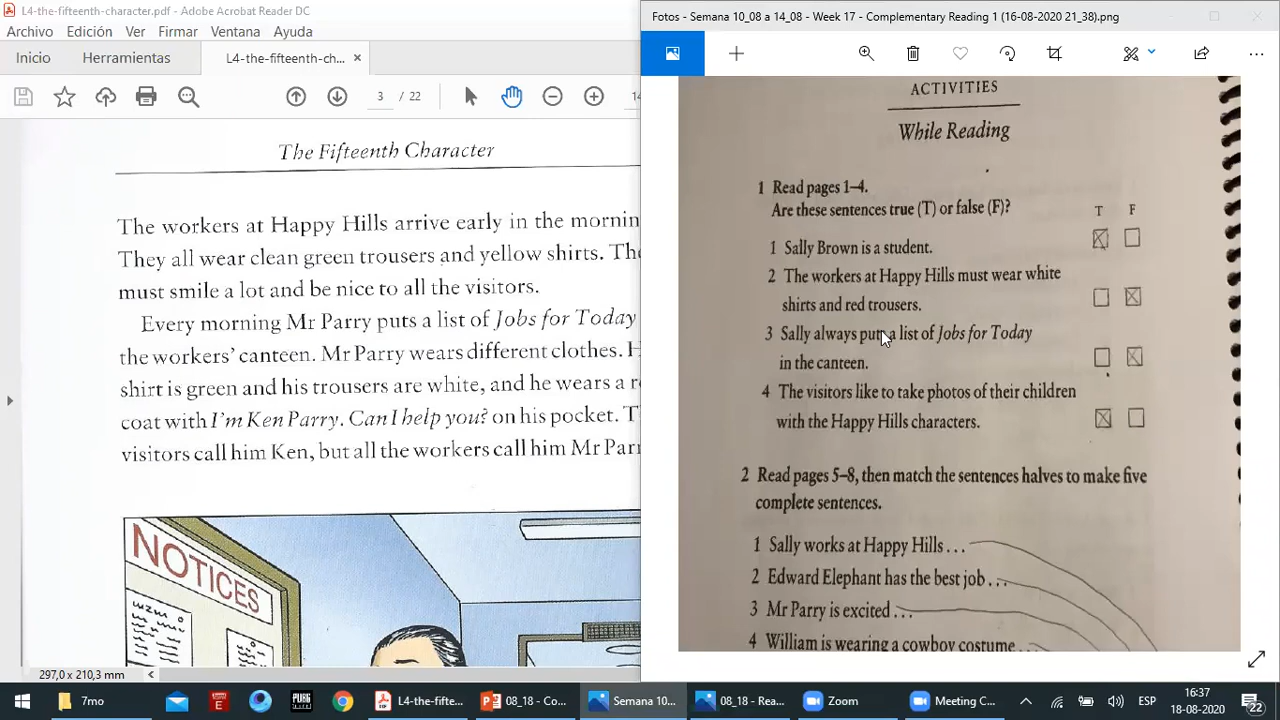 L4-the-fifteenth-character.pdf - Adobe Acrobat Reader DC
Archivo Edición Ver Firmar Ventana Ayuda
Inicio Herramientas L4-the-fifteenth-ch... ×
3 / 22
The Fifteenth Character
The workers at Happy Hills arrive early in the
They all wear clean green trousers and yellow shirts.
must smile a lot and be nice to all the visitors.
Every morning Mr Parry puts a list of Jobs for Today
the workers' canteen. Mr Parry wears different clothes.
shirt is green and his trousers are white, and he wears a
coat with I'm Ken Parry. Can I help you? on his pocket.
visitors call him Ken, but all the workers call him Mr
NOTICES
297,0 x 210,3 mm
Fotos - Semana 10_08 a 14_08 - Week 17 - Complementary Reading 1 (16-08-2020 21_38).png
ACTIVITIES
While Reading
1 Read pages 1–4.
Are these sentences true (T) or false (F)?
T F
1 Sally Brown is a student.
2 The workers at Happy Hills must wear white
shirts and red trousers.
3 Sally always puts a list of Jobs for Today
in the canteen.
4 The visitors like to take photos of their children
with the Happy Hills characters.
2 Read pages 5–8, then match the sentences halves to make five
complete sentences.
1 Sally works at Happy Hills . . .
2 Edward Elephant has the best job . . .
3 Mr Parry is excited . . .
4 William is wearing a cowboy costume . . .
7mo L4-the-fifte... 08_18 - Co... Semana 10... 08_18 - Rea... Zoom Meeting C... ESP 16:37
18-08-2020 22